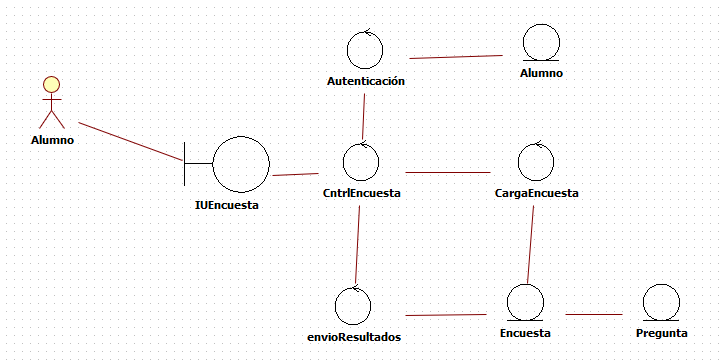 Autenticación
Alumno
Alumno
CntrlEncuesta
CargaEncuesta
IUEncuesta
envioResultados
Encuesta
Pregunta